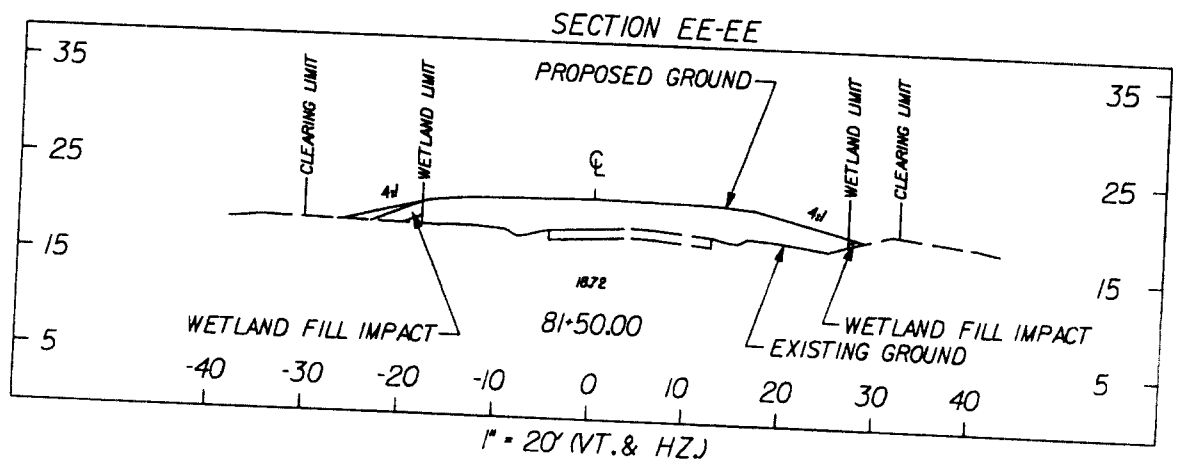 SECTION EE-EE
35
25
15
5
CLEARING LIMIT
WETLAND LIMIT
PROPOSED GROUND
WETLAND LIMIT
CLEARING LIMIT
35
25
15
5
4:1
℄
4:1
18.72
81+50.00
WETLAND FILL IMPACT
WETLAND FILL IMPACT
EXISTING GROUND
-40 -30 -20 -10 0 10 20 30 40
1" = 20' (VT. & HZ.)